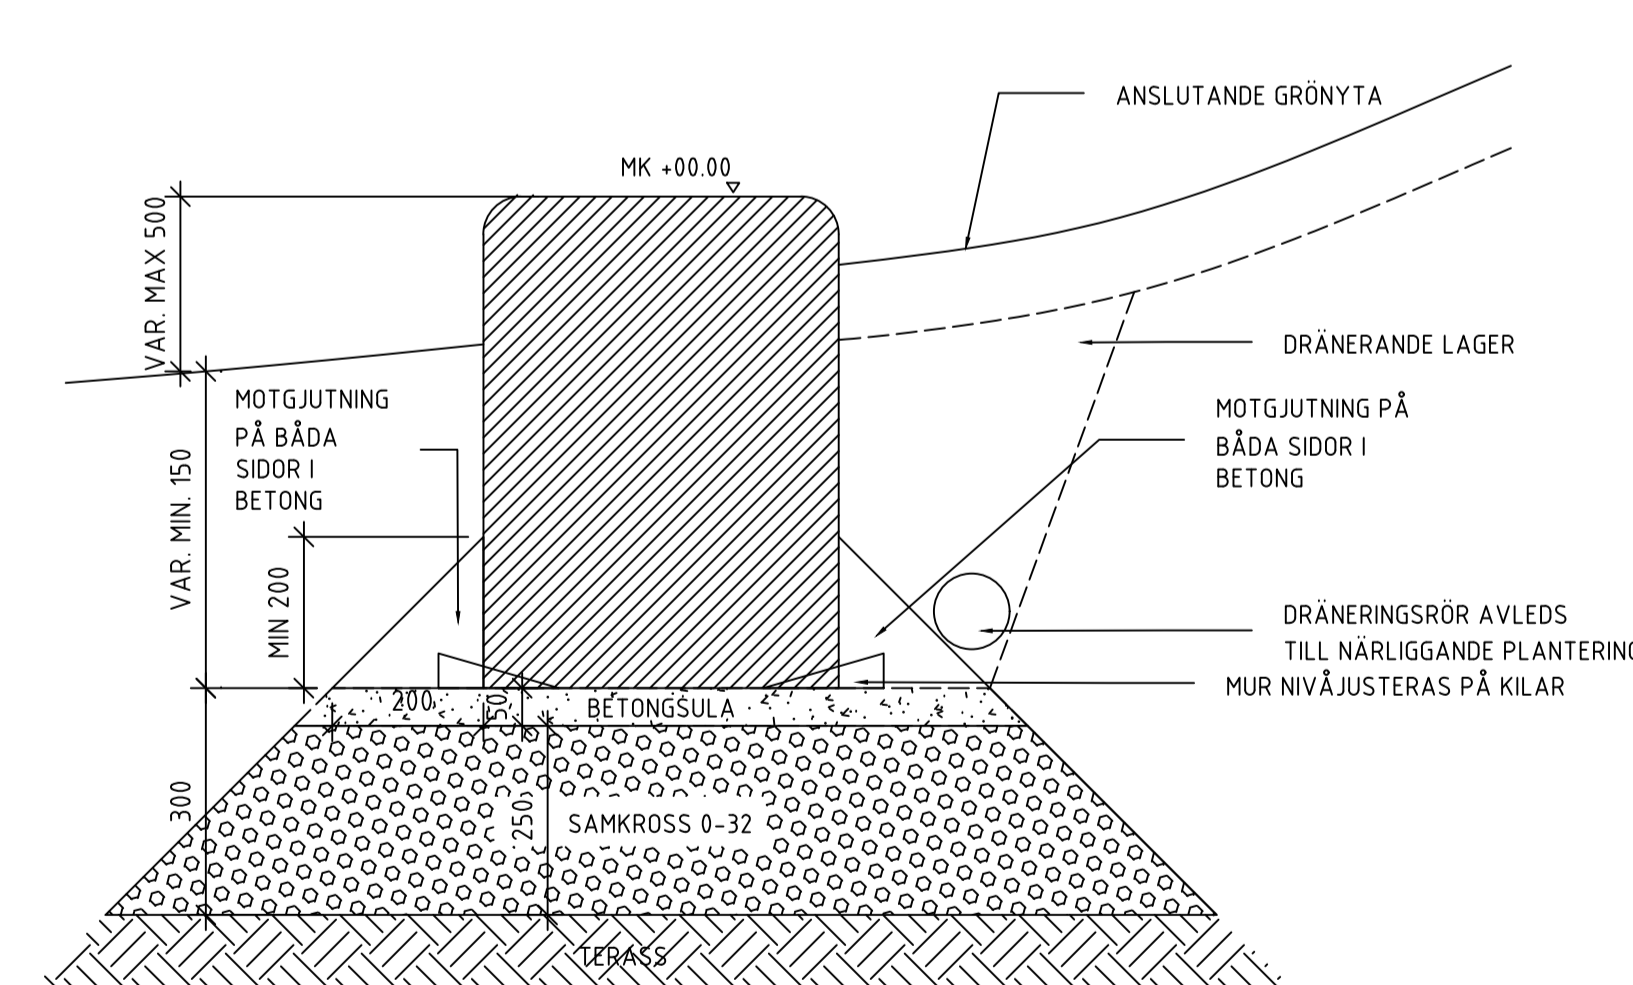 ANSLUTANDE GRÖNYTA
MK +00.00
VAR. MAX 500
DRÄNERANDE LAGER
MOTGJUTNING
PÅ BÅDA
SIDOR I
BETONG
MOTGJUTNING PÅ
BÅDA SIDOR I
BETONG
VAR. MIN. 150
MIN 200
DRÄNERINGSRÖR AVLEDS
TILL NÄRLIGGANDE PLANTERING
MUR NIVÅJUSTERAS PÅ KILAR
200
50
BETONGSULA
300
250
SAMKROSS 0-32
TERASS